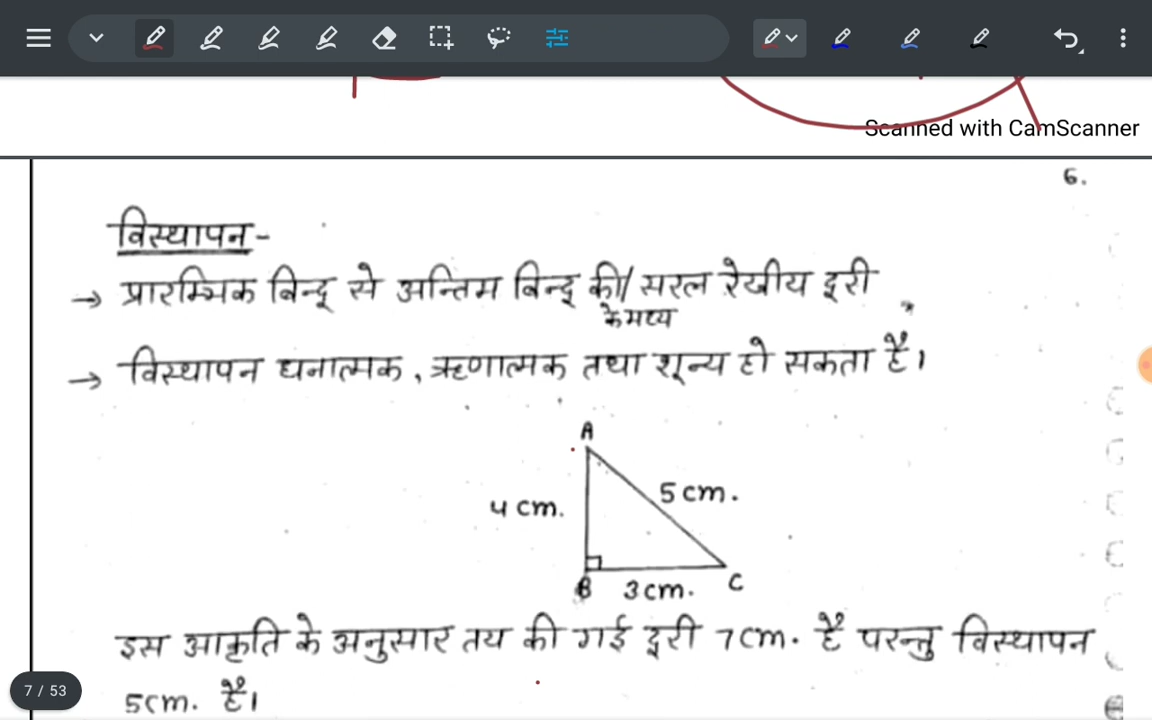 Scanned with CamScanner
6.
विस्थापन -
→ प्रारम्भिक बिन्दू से अन्तिम बिन्दू की/ सरल रेखीय दूरी
के मध्य
→ विस्थापन धनात्मक, ऋणात्मक तथा शून्य हो सकता है।
A
4 cm.
5 cm.
B
3 cm.
C
इस आकृति के अनुसार तय की गई दूरी 7 cm. है परन्तु विस्थापन
5 cm. है।
7 / 53